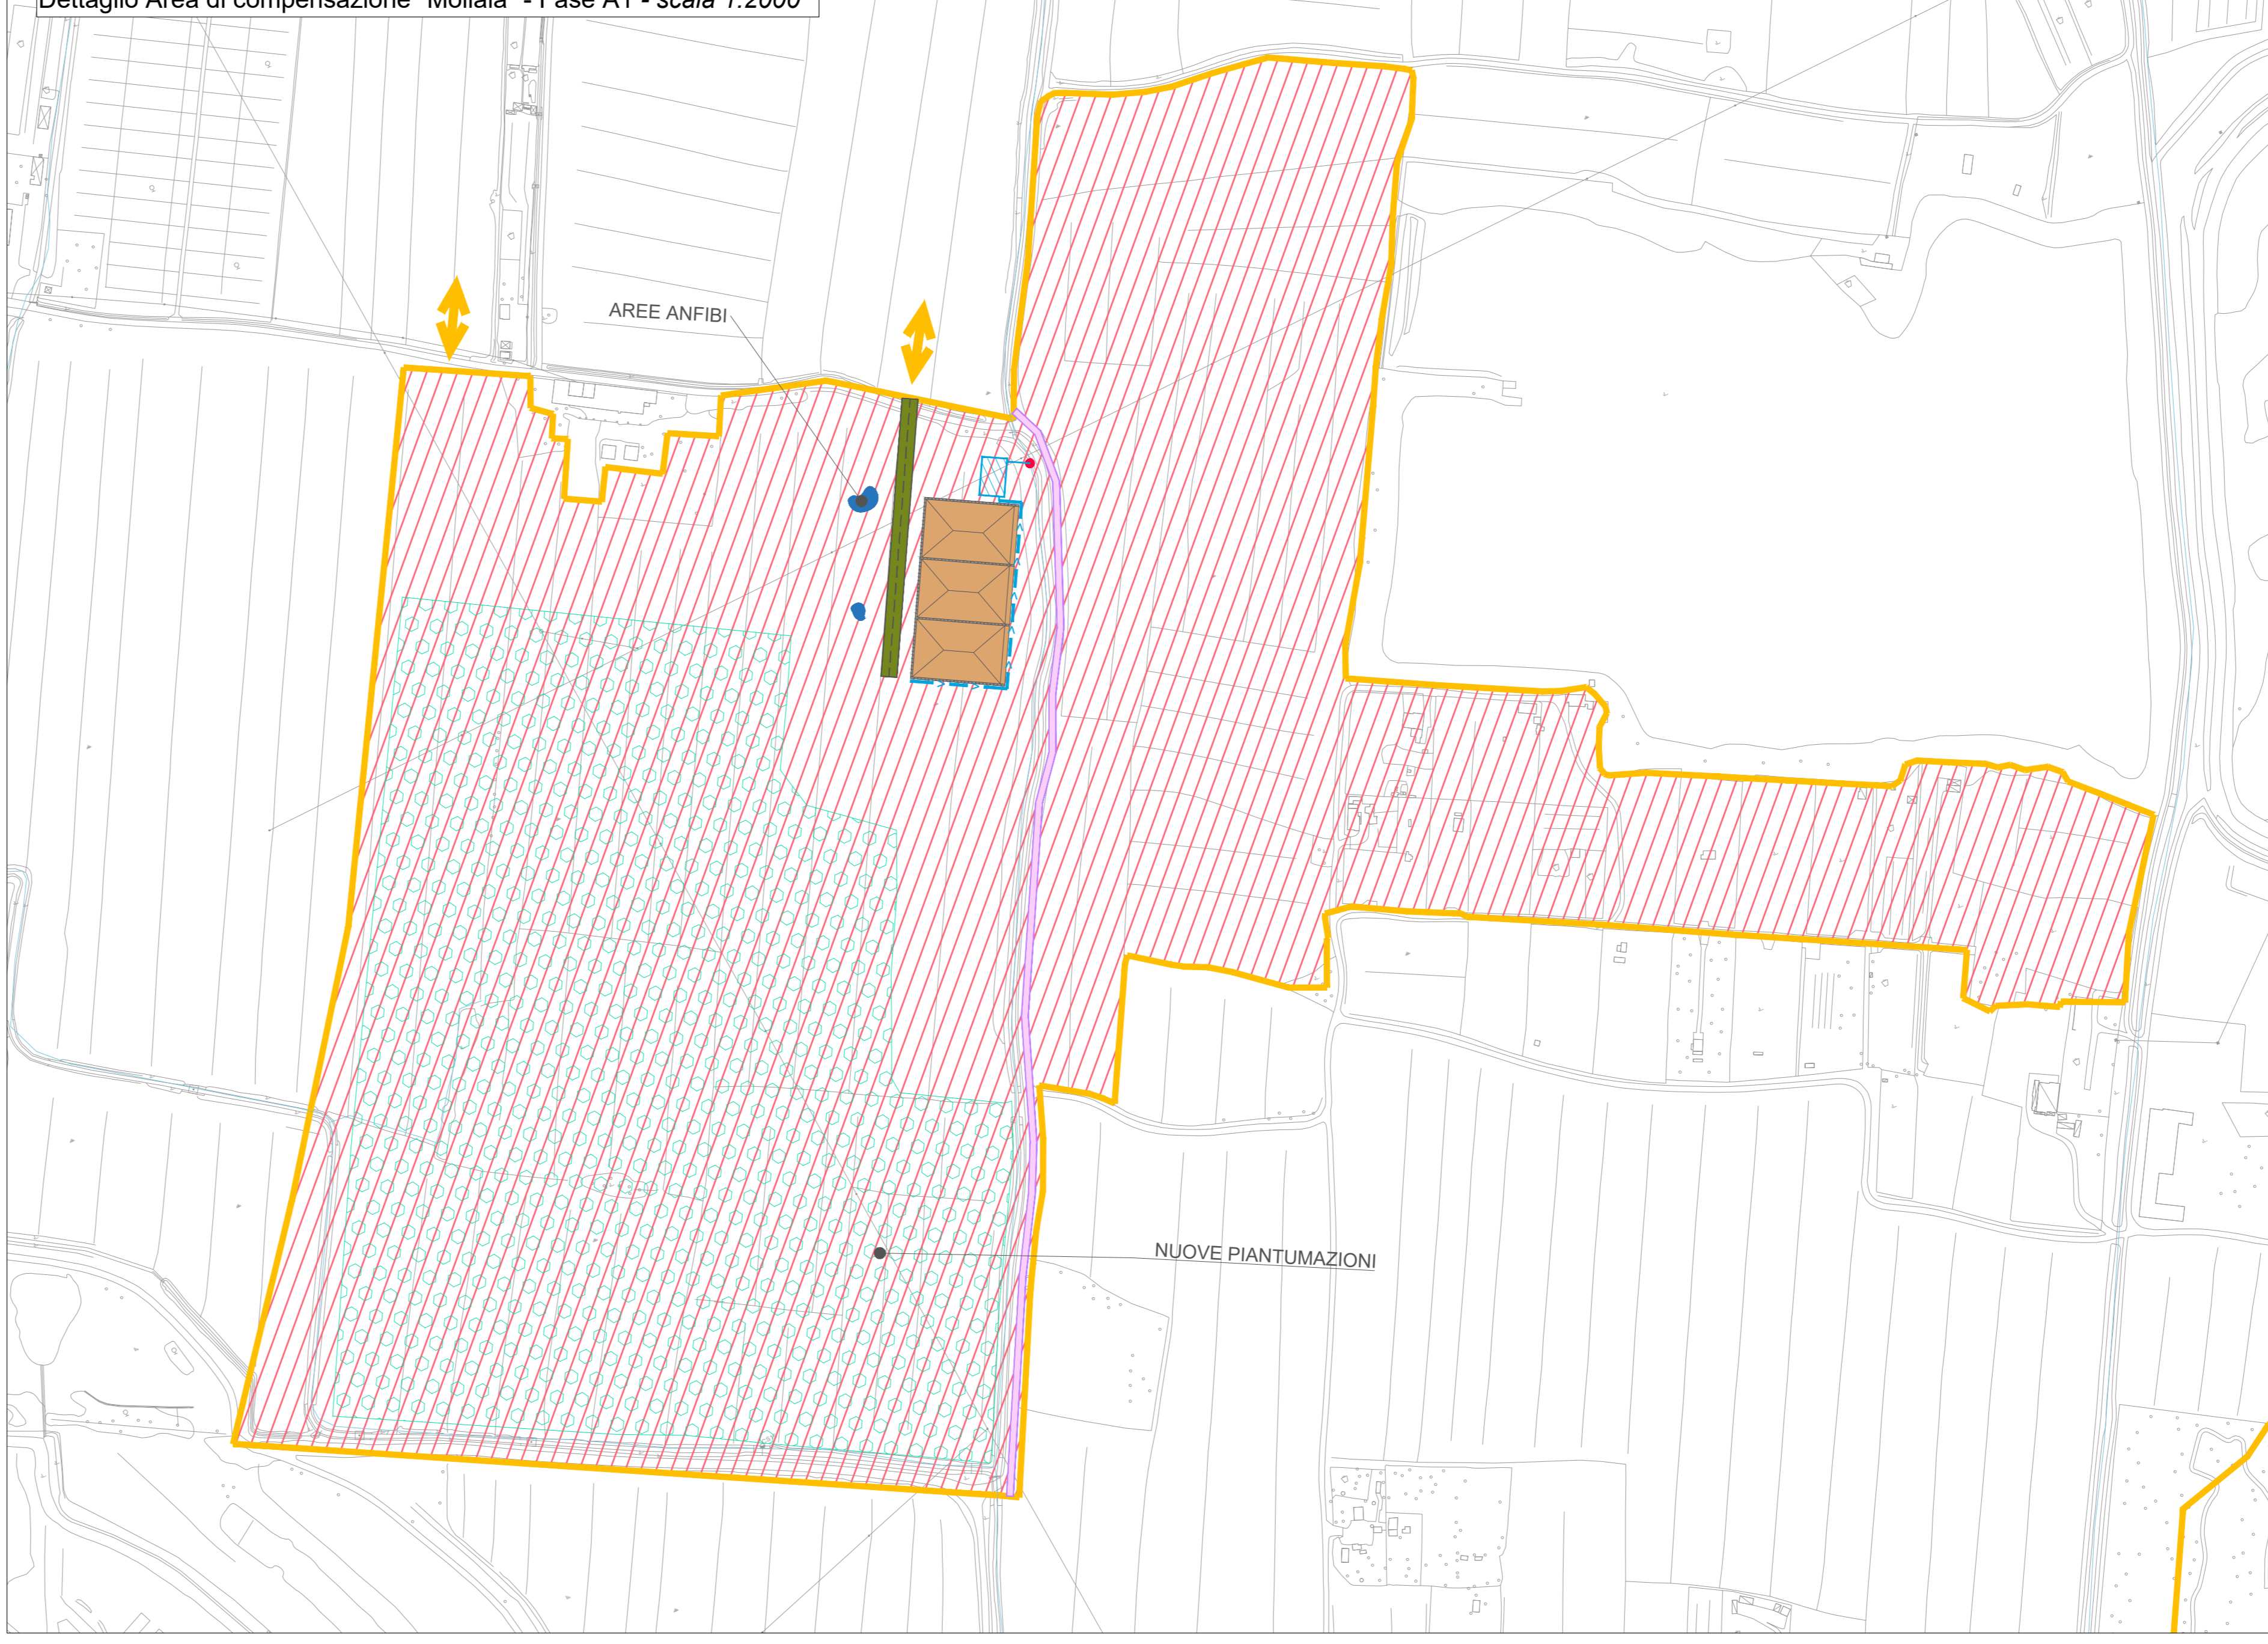 Dettaglio Area di compensazione "Mollaia" - Fase A1 - scala 1:2000
AREE ANFIBI
NUOVE PIANTUMAZIONI